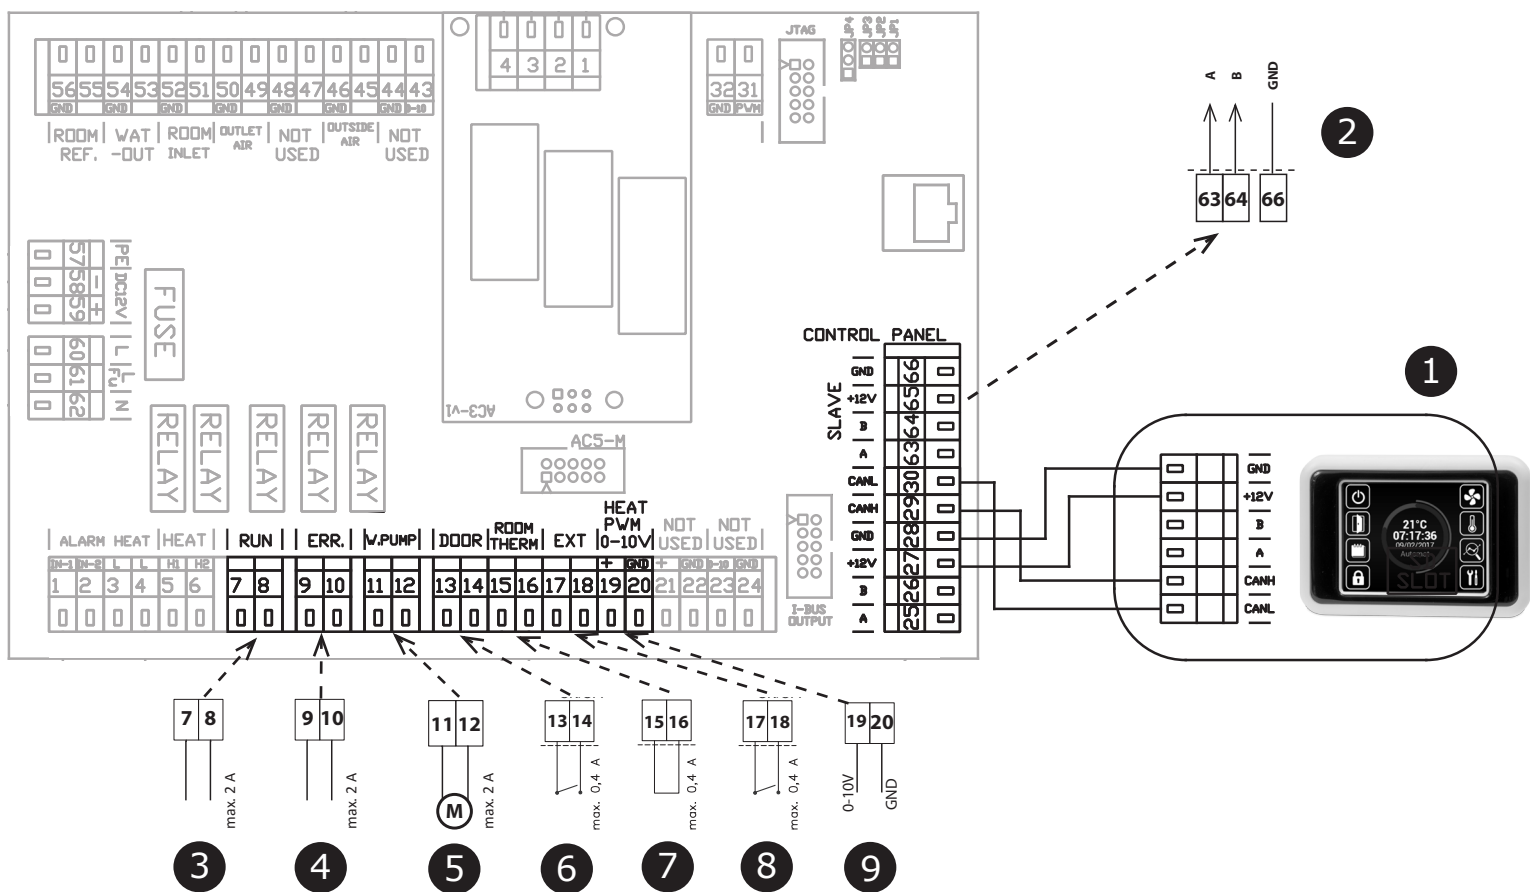 4 3 2 1
JTAG
JP4 JP3 JP2 JP1
56 55 54 53 52 51 50 49 48 47 46 45 44 43
GND GND GND GND GND GND GND 0-10
ROOM REF.
WAT -OUT
ROOM INLET
OUTLET AIR
NOT USED
OUTSIDE AIR
NOT USED
32 31
GND PWM
A B GND
63 64 66
2
57 58 59
PE - +
DC12V
FUSE
60 61 62
L L FU N
RELAY RELAY RELAY RELAY RELAY
AC3-v1
AC5-M
CONTROL PANEL
SLAVE
GND 66
+12V 65
B 64
A 63
CANL 30
CANH 29
GND 28
+12V 27
B 26
A 25
I-BUS OUTPUT
1
GND
+12V
B
A
CANH
CANL
21°C
07:17:36
09/02/2017
Automat
SLOT
ALARM HEAT HEAT RUN ERR. W.PUMP DOOR
ROOM THERM
EXT
HEAT PWM 0-10V
NOT USED
NOT USED
IN-1 IN-2 L L H1 H2 + GND + GND 0-10 GND
1 2 3 4 5 6 7 8 9 10 11 12 13 14 15 16 17 18 19 20 21 22 23 24
7 8
max. 2 A
3
9 10
max. 2 A
4
11 12
M
max. 2 A
5
13 14
max. 0,4 A
6
15 16
max. 0,4 A
7
17 18
max. 0,4 A
8
19 20
0-10V
GND
9